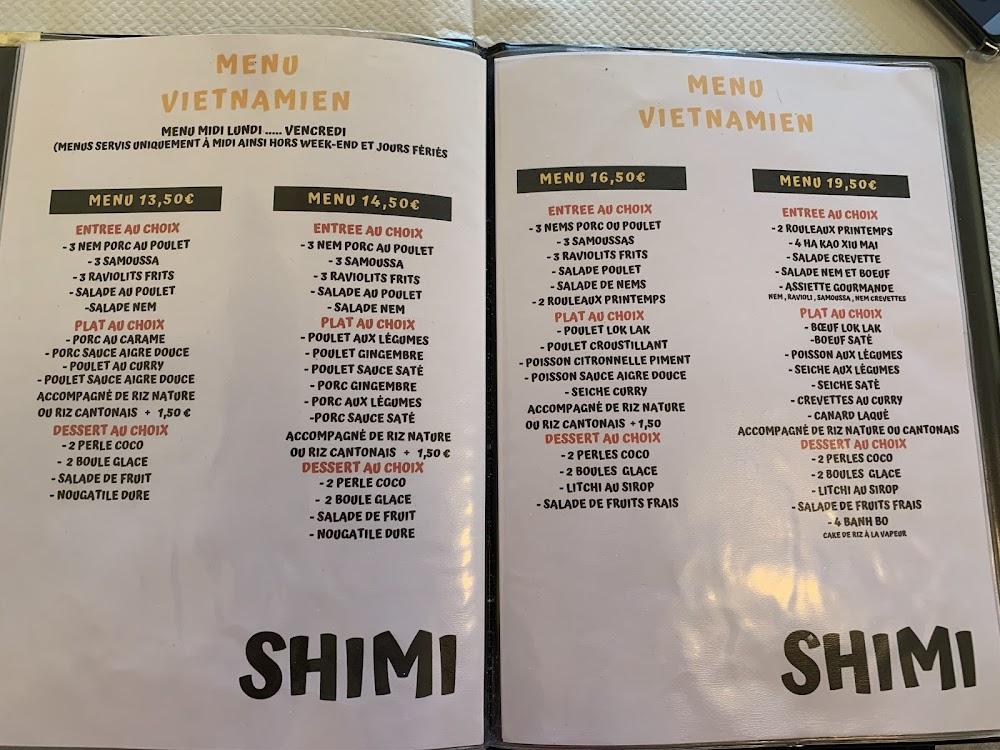 MENU
VIETNAMIEN
MENU MIDI LUNDI ..... VENCREDI
(MENUS SERVIS UNIQUEMENT À MIDI AINSI HORS WEEK-END ET JOURS FÉRIÉS
MENU 13,50€
ENTREE AU CHOIX
- 3 NEM PORC AU POULET
- 3 SAMOUSSA
- 3 RAVIOLITS FRITS
- SALADE AU POULET
-SALADE NEM
PLAT AU CHOIX
- PORC AU CARAME
- PORC SAUCE AIGRE DOUCE
- POULET AU CURRY
- POULET SAUCE AIGRE DOUCE
ACCOMPAGNÉ DE RIZ NATURE
OU RIZ CANTONAIS + 1,50 €
DESSERT AU CHOIX
- 2 PERLE COCO
- 2 BOULE GLACE
- SALADE DE FRUIT
- NOUGATILE DURE
MENU 14,50€
ENTREE AU CHOIX
- 3 NEM PORC AU POULET
- 3 SAMOUSSA
- 3 RAVIOLITS FRITS
- SALADE AU POULET
- SALADE NEM
PLAT AU CHOIX
- POULET AUX LÉGUMES
- POULET GINGEMBRE
- POULET SAUCE SATÉ
- PORC GINGEMBRE
- PORC AUX LÉGUMES
-PORC SAUCE SATÉ
ACCOMPAGNÉ DE RIZ NATURE
OU RIZ CANTONAIS + 1,50 €
DESSERT AU CHOIX
- 2 PERLE COCO
- 2 BOULE GLACE
- SALADE DE FRUIT
- NOUGATILE DURE
SHIMI
MENU
VIETNAMIEN
MENU 16,50€
ENTREE AU CHOIX
- 3 NEMS PORC OU POULET
- 3 SAMOUSSAS
- 3 RAVIOLITS FRITS
- SALADE POULET
- SALADE DE NEMS
- 2 ROULEAUX PRINTEMPS
PLAT AU CHOIX
- POULET LOK LAK
- POULET CROUSTILLANT
- POISSON CITRONNELLE PIMENT
- POISSON SAUCE AIGRE DOUCE
- SEICHE CURRY
ACCOMPAGNÉ DE RIZ NATURE
OU RIZ CANTONAIS + 1,50
DESSERT AU CHOIX
- 2 PERLES COCO
- 2 BOULES GLACE
- LITCHI AU SIROP
- SALADE DE FRUITS FRAIS
MENU 19,50€
ENTREE AU CHOIX
- 2 ROULEAUX PRINTEMPS
- 4 HA KAO XIU MAI
- SALADE CREVETTE
- SALADE NEM ET BOEUF
- ASSIETTE GOURMANDE
NEM , RAVIOLI , SAMOUSSA , NEM CREVETTES
PLAT AU CHOIX
- BŒUF LOK LAK
-BOEUF SATÈ
- POISSON AUX LÉGUMES
- SEICHE AUX LÉGUMES
- SEICHE SATÈ
- CREVETTES AU CURRY
- CANARD LAQUÉ
ACCOMPAGNÉ DE RIZ NATURE OU CANTONAIS
DESSERT AU CHOIX
- 2 PERLES COCO
- 2 BOULES GLACE
- LITCHI AU SIROP
- SALADE DE FRUITS FRAIS
- 4 BANH BO
CAKE DE RIZ À LA VAPEUR
SHIMI